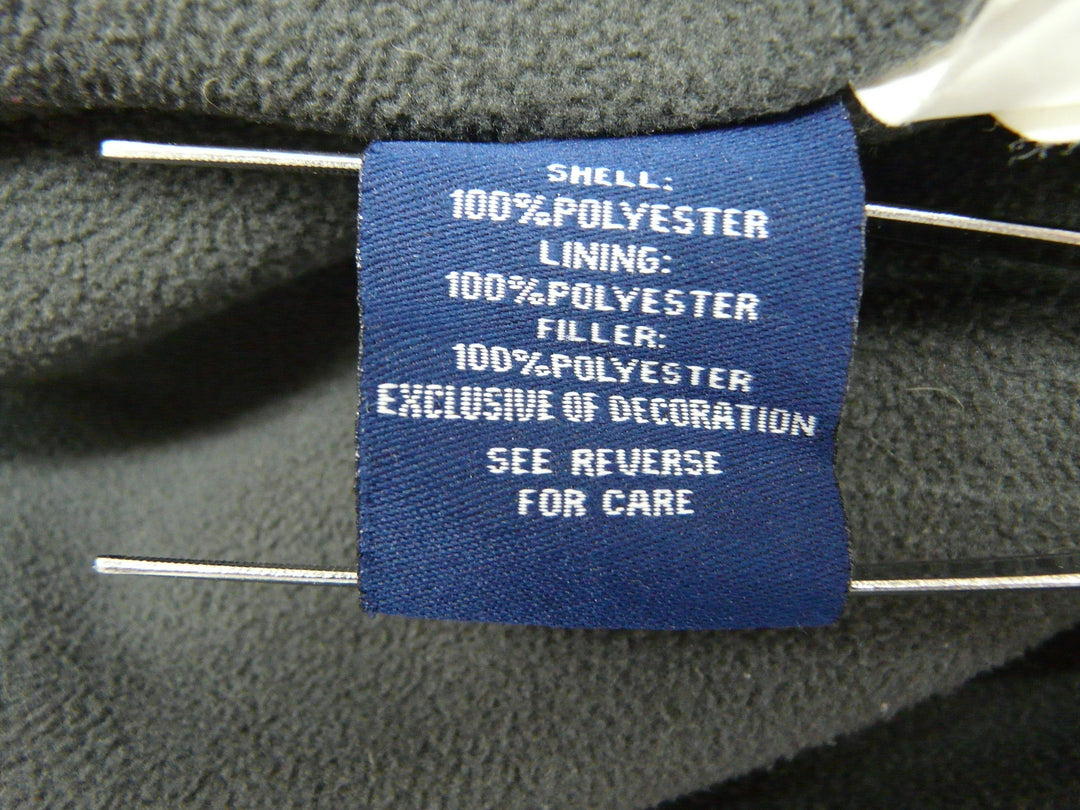 SHELL:
100%POLYESTER
LINING:
100%POLYESTER
FILLER:
100%POLYESTER
EXCLUSIVE OF DECORATION
SEE REVERSE
FOR CARE